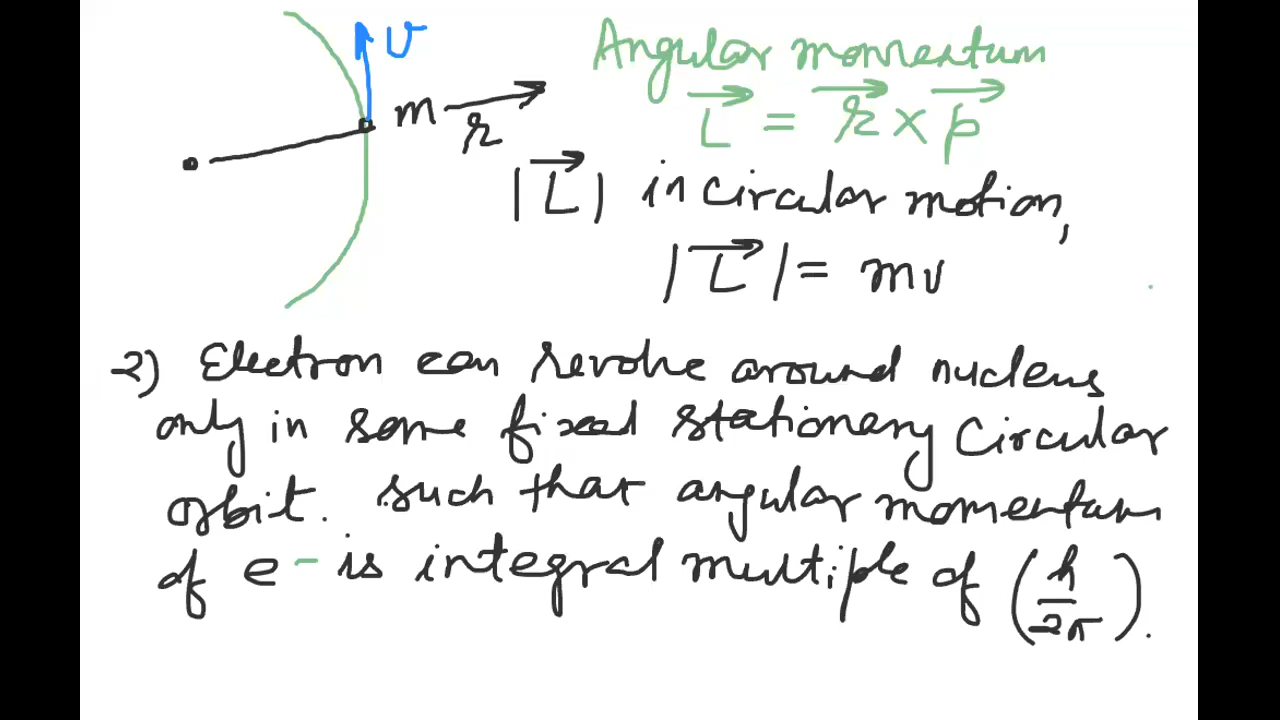 v
Angular momentum
m → r
L⃗ = r⃗ × p⃗
|L⃗| in circular motion,
|L⃗| = mv
2) Electron can revolve around nucleus
only in some fixed stationary Circular
orbit. such that angular momentum
of e - is integral multiple of (h/2π).